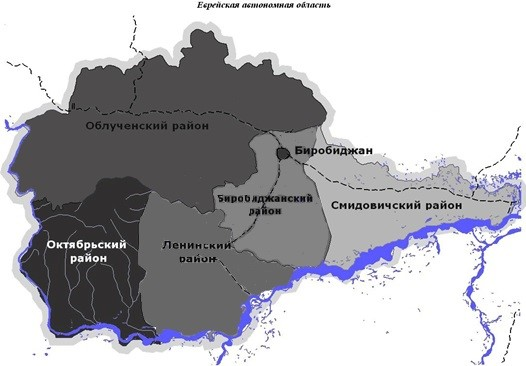 Еврейская автономная область
Облученский район
Биробиджан
Биробиджанский
район
Смидовичский район
Октябрьский
район
Ленинский
район